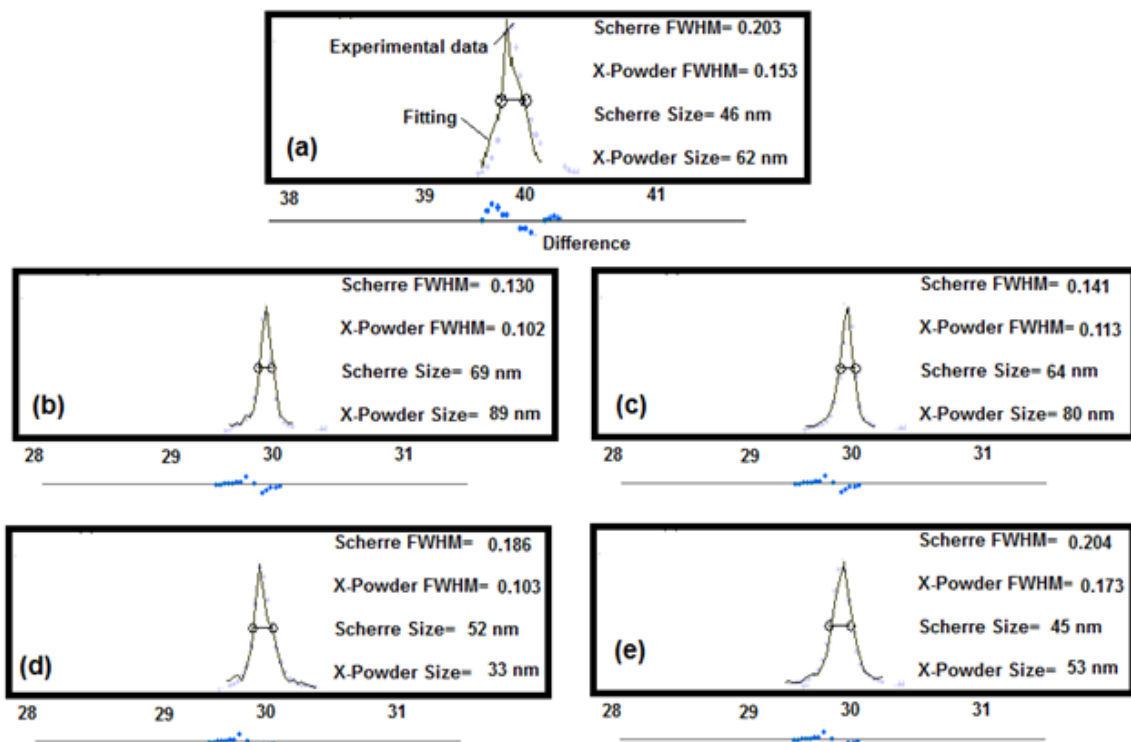 Scherre FWHM= 0.203
Experimental data
X-Powder FWHM= 0.153
Fitting
Scherre Size= 46 nm
(a)
X-Powder Size= 62 nm
38 39 40 41
Difference
Scherre FWHM= 0.130
X-Powder FWHM= 0.102
Scherre Size= 69 nm
(b)
X-Powder Size= 89 nm
28 29 30 31
Scherre FWHM= 0.141
X-Powder FWHM= 0.113
Scherre Size= 64 nm
(c)
X-Powder Size= 80 nm
28 29 30 31
Scherre FWHM= 0.186
X-Powder FWHM= 0.103
Scherre Size= 52 nm
(d)
X-Powder Size= 33 nm
28 29 30 31
Scherre FWHM= 0.204
X-Powder FWHM= 0.173
Scherre Size= 45 nm
(e)
X-Powder Size= 53 nm
28 29 30 31